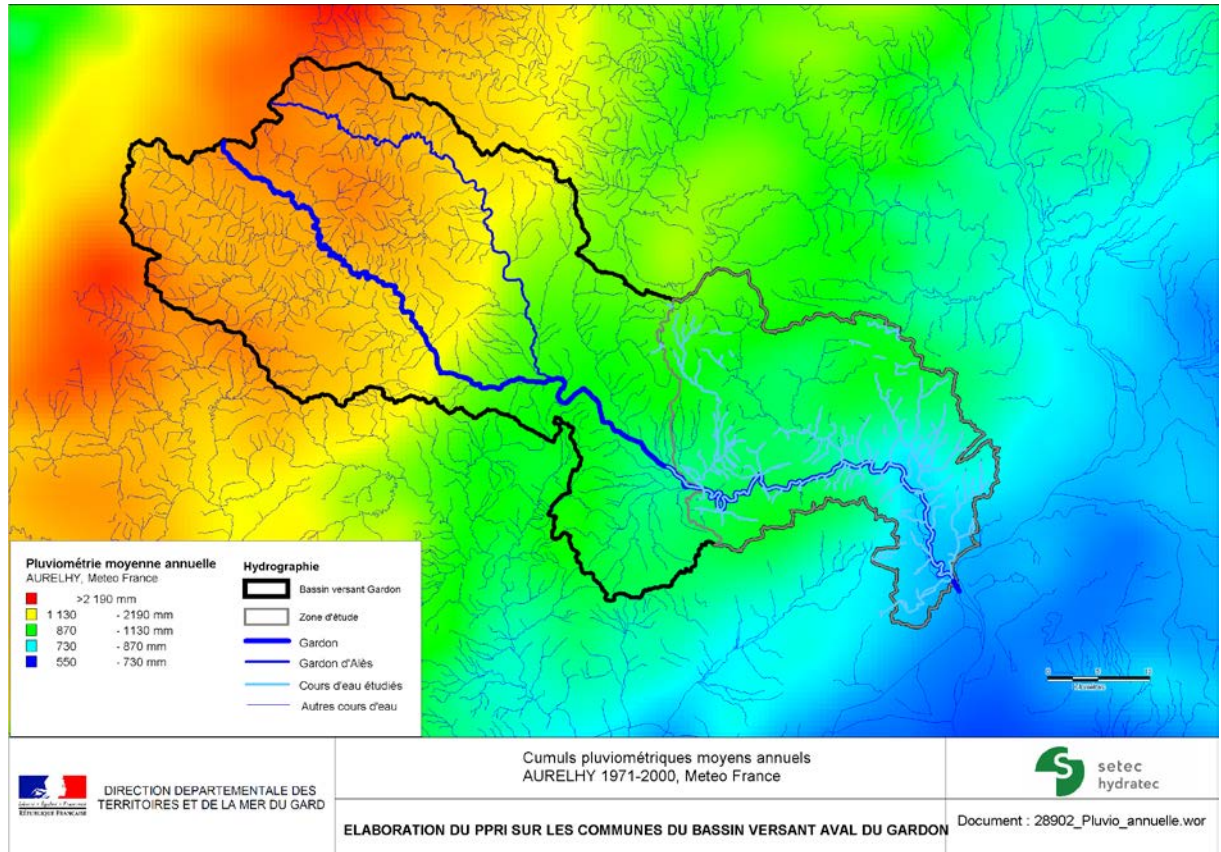 Pluviométrie moyenne annuelle
AURELHY, Meteo France
>2 190 mm
1 130 - 2190 mm
870 - 1130 mm
730 - 870 mm
550 - 730 mm
Hydrographie
Bassin versant Gardon
Zone d'étude
Gardon
Gardon d'Alès
Cours d'eau étudiés
Autres cours d'eau
RÉPUBLIQUE FRANÇAISE
DIRECTION DEPARTEMENTALE DES
TERRITOIRES ET DE LA MER DU GARD
Cumuls pluviométriques moyens annuels
AURELHY 1971-2000, Meteo France
ELABORATION DU PPRI SUR LES COMMUNES DU BASSIN VERSANT AVAL DU GARDON
setec
hydratec
Document : 28902_Pluvio_annuelle.wor